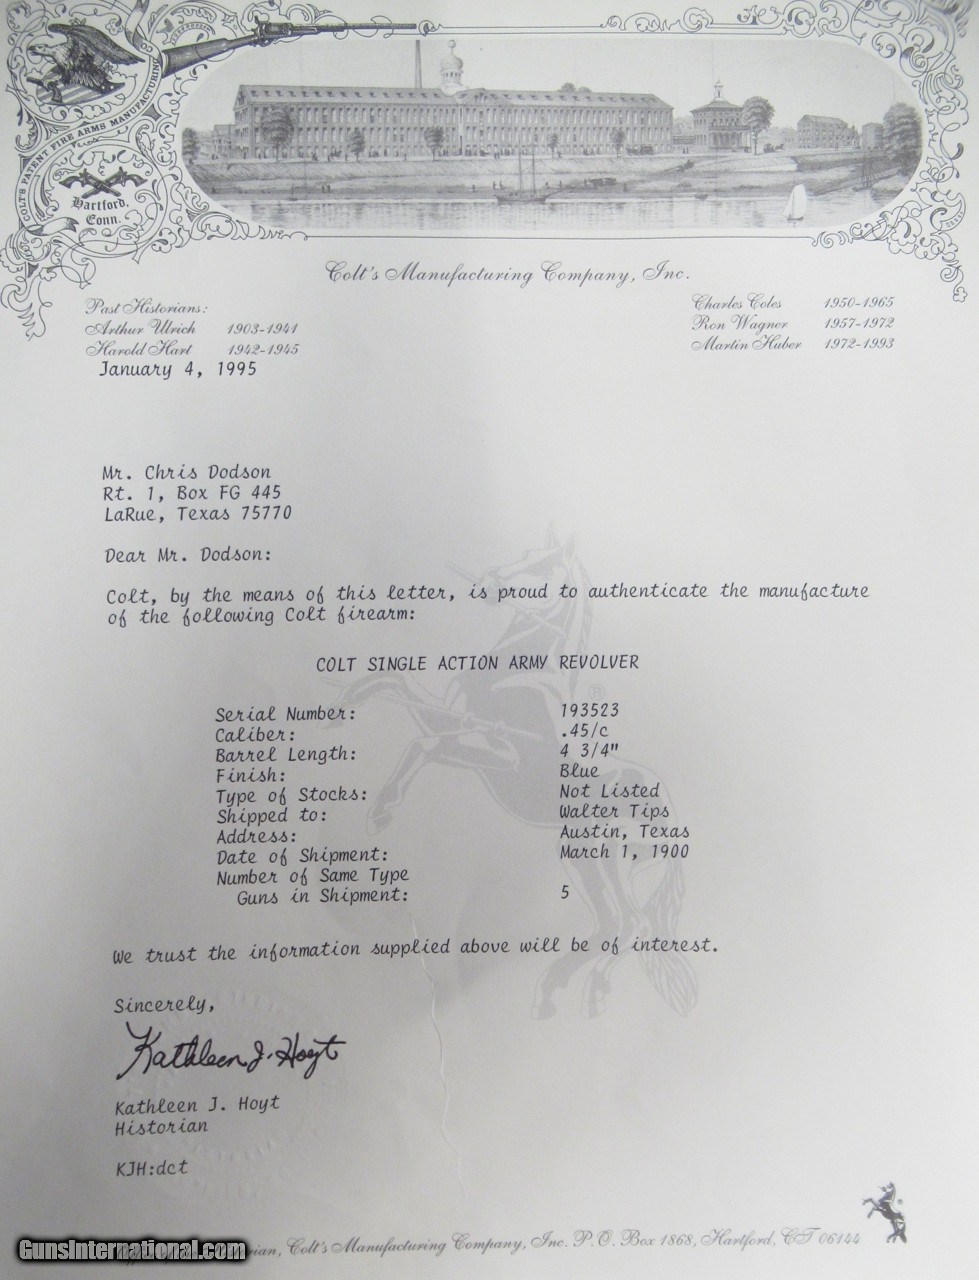 COLT'S PATENT FIRE ARMS MANUFACTURING CO
Hartford,
Conn.
Colt's Manufacturing Company, Inc.
Past Historians:
Arthur Ulrich 1903-1941
Harold Hart 1942-1945
Charles Coles 1950-1965
Ron Wagner 1957-1972
Martin Huber 1972-1993
January 4, 1995
Mr. Chris Dodson
Rt. 1, Box FG 445
LaRue, Texas 75770
Dear Mr. Dodson:
Colt, by the means of this letter, is proud to authenticate the manufacture
of the following Colt firearm:
COLT SINGLE ACTION ARMY REVOLVER
Serial Number: 193523
Caliber: .45/c
Barrel Length: 4 3/4"
Finish: Blue
Type of Stocks: Not Listed
Shipped to: Walter Tips
Address: Austin, Texas
Date of Shipment: March 1, 1900
Number of Same Type
Guns in Shipment: 5
®
We trust the information supplied above will be of interest.
Sincerely,
Kathleen J. Hoyt
Kathleen J. Hoyt
Historian
KJH:dct
Colt's Manufacturing Company, Inc. P.O. Box 1868, Hartford, CT 06144
GunsInternational.com